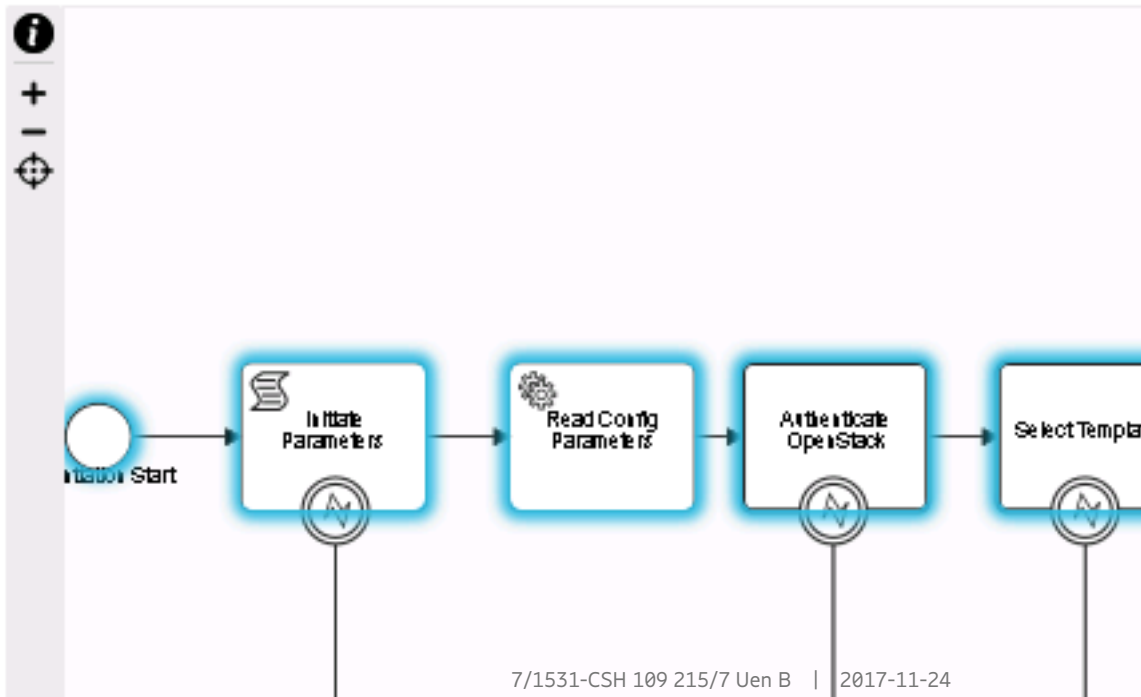 Initiate
Parameters
Read Config
Parameters
Authenticate
OpenStack
Select Templa
ntiation Start
7/1531-CSH 109 215/7 Uen B | 2017-11-24